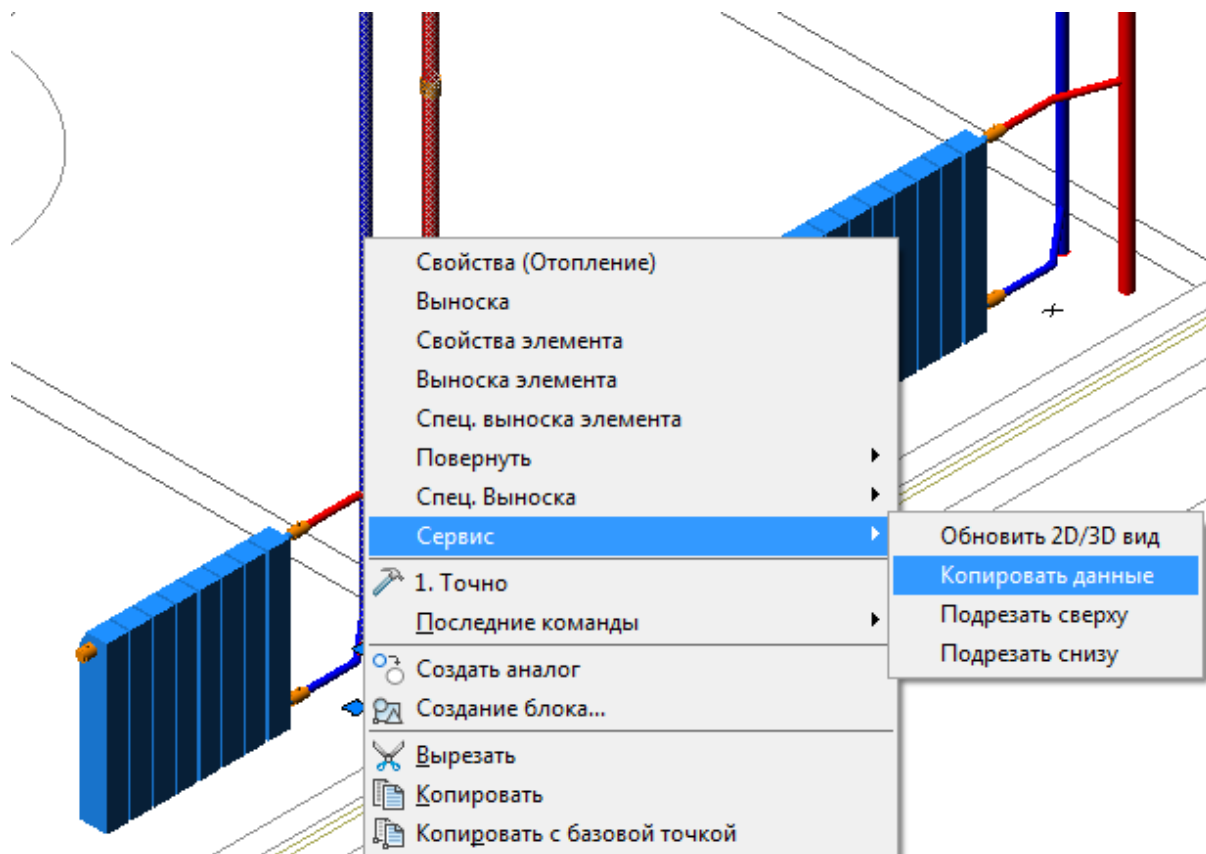 Свойства (Отопление)
Выноска
Свойства элемента
Выноска элемента
Спец. выноска элемента
Повернуть
Спец. Выноска
Сервис
Обновить 2D/3D вид
Копировать данные
Подрезать сверху
Подрезать снизу
1. Точно
Последние команды
Создать аналог
Создание блока...
Вырезать
Копировать
Копировать с базовой точкой